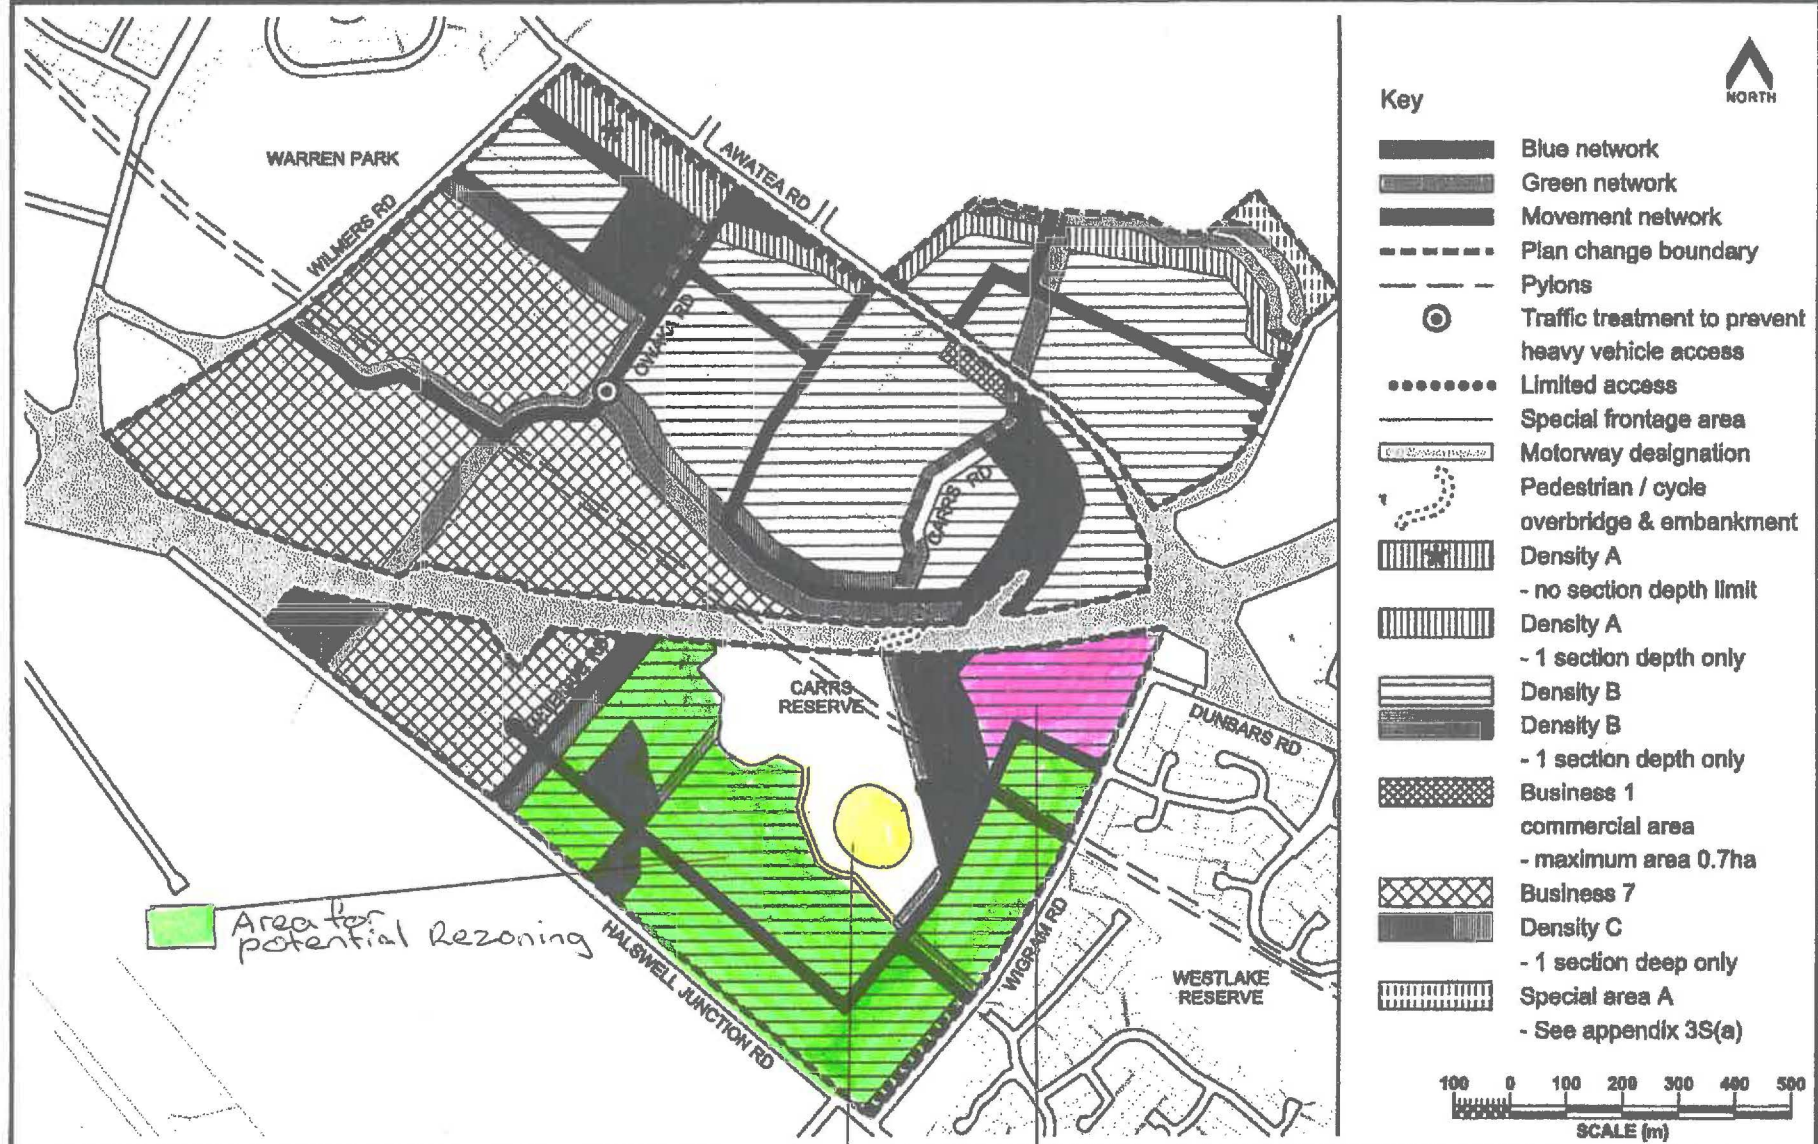 WARREN PARK
WILMERS RD
AWATEA RD
OWAKA RD
CARRS RD
CARRS
RESERVE
DUNBARS RD
WIGRAM RD
WESTLAKE
RESERVE
HALSWELL JUNCTION RD
Area for
potential Rezoning
NORTH
Key
Blue network
Green network
Movement network
Plan change boundary
Pylons
Traffic treatment to prevent
heavy vehicle access
Limited access
Special frontage area
Motorway designation
Pedestrian / cycle
overbridge & embankment
Density A
- no section depth limit
Density A
- 1 section depth only
Density B
Density B
- 1 section depth only
Business 1
commercial area
- maximum area 0.7ha
Business 7
Density C
- 1 section deep only
Special area A
- See appendix 3S(a)
100 0 100 200 300 400 500
SCALE (m)